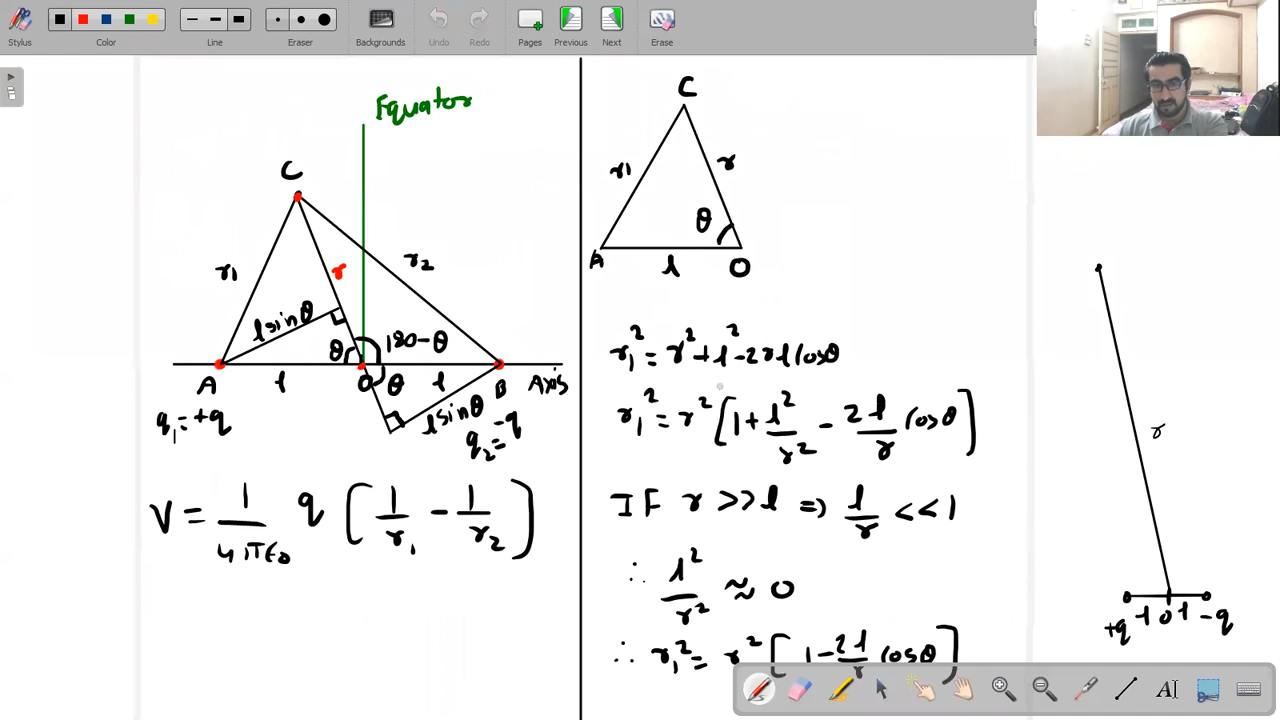 Stylus
Color
Line
Eraser
Backgrounds
Undo
Redo
Pages
Previous
Next
Erase
Equator
C
r1
r
r2
l sinθ
θ
180-θ
A
l
O
θ
l
B
Axis
q1=+q
l sinθ
q2=-q
V = 1/4πε0 q [1/r1 - 1/r2]
C
r1
r
θ
A
l
O
r1² = r²+l²-2rl cosθ
r1² = r² [1+ l²/r² - 2l/r cosθ]
IF r >> l ⇒ l/r << 1
∴ l²/r² ≈ 0
∴ r1² = r² [1- 2l/r cosθ]
r
+q l O l -q
AI